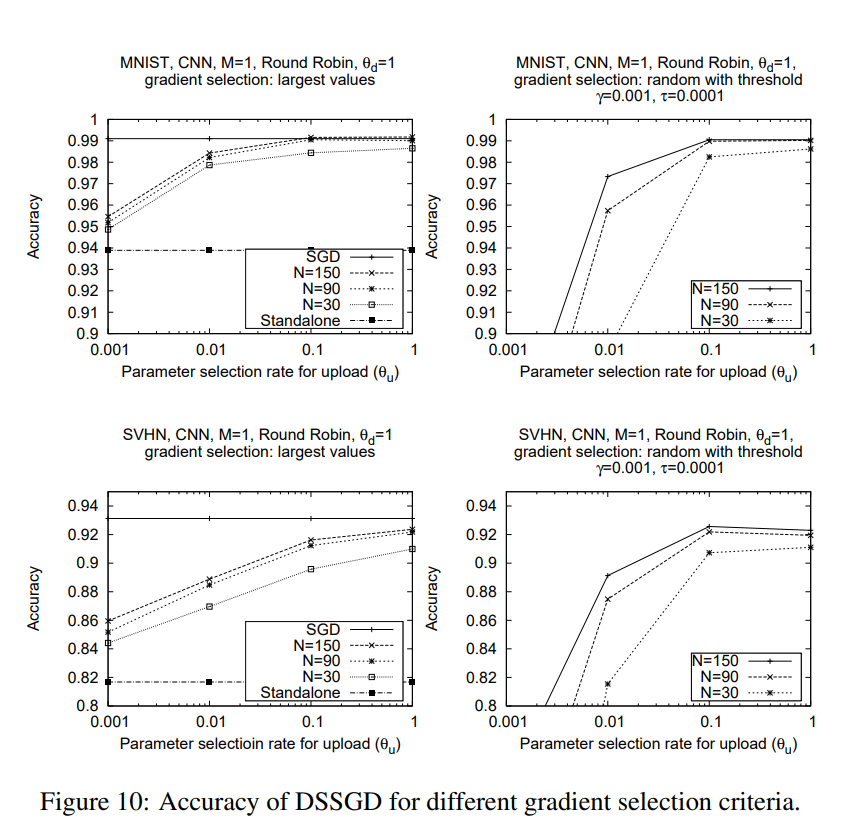 MNIST, CNN, M=1, Round Robin, θd=1
gradient selection: largest values
1
0.99
0.98
0.97
0.96
0.95
0.94
0.93
0.92
0.91
0.9
Accuracy
SGD
N=150
N=90
N=30
Standalone
0.001 0.01 0.1 1
Parameter selection rate for upload (θu)
MNIST, CNN, M=1, Round Robin, θd=1,
gradient selection: random with threshold
γ=0.001, τ=0.0001
1
0.99
0.98
0.97
0.96
0.95
0.94
0.93
0.92
0.91
0.9
Accuracy
N=150
N=90
N=30
0.001 0.01 0.1 1
Parameter selection rate for upload (θu)
SVHN, CNN, M=1, Round Robin, θd=1
gradient selection: largest values
0.94
0.92
0.9
0.88
0.86
0.84
0.82
0.8
Accuracy
SGD
N=150
N=90
N=30
Standalone
0.001 0.01 0.1 1
Parameter selectioin rate for upload (θu)
SVHN, CNN, M=1, Round Robin, θd=1,
gradient selection: random with threshold
γ=0.001, τ=0.0001
0.94
0.92
0.9
0.88
0.86
0.84
0.82
0.8
Accuracy
N=150
N=90
N=30
0.001 0.01 0.1 1
Parameter selection rate for upload (θu)
Figure 10: Accuracy of DSSGD for different gradient selection criteria.